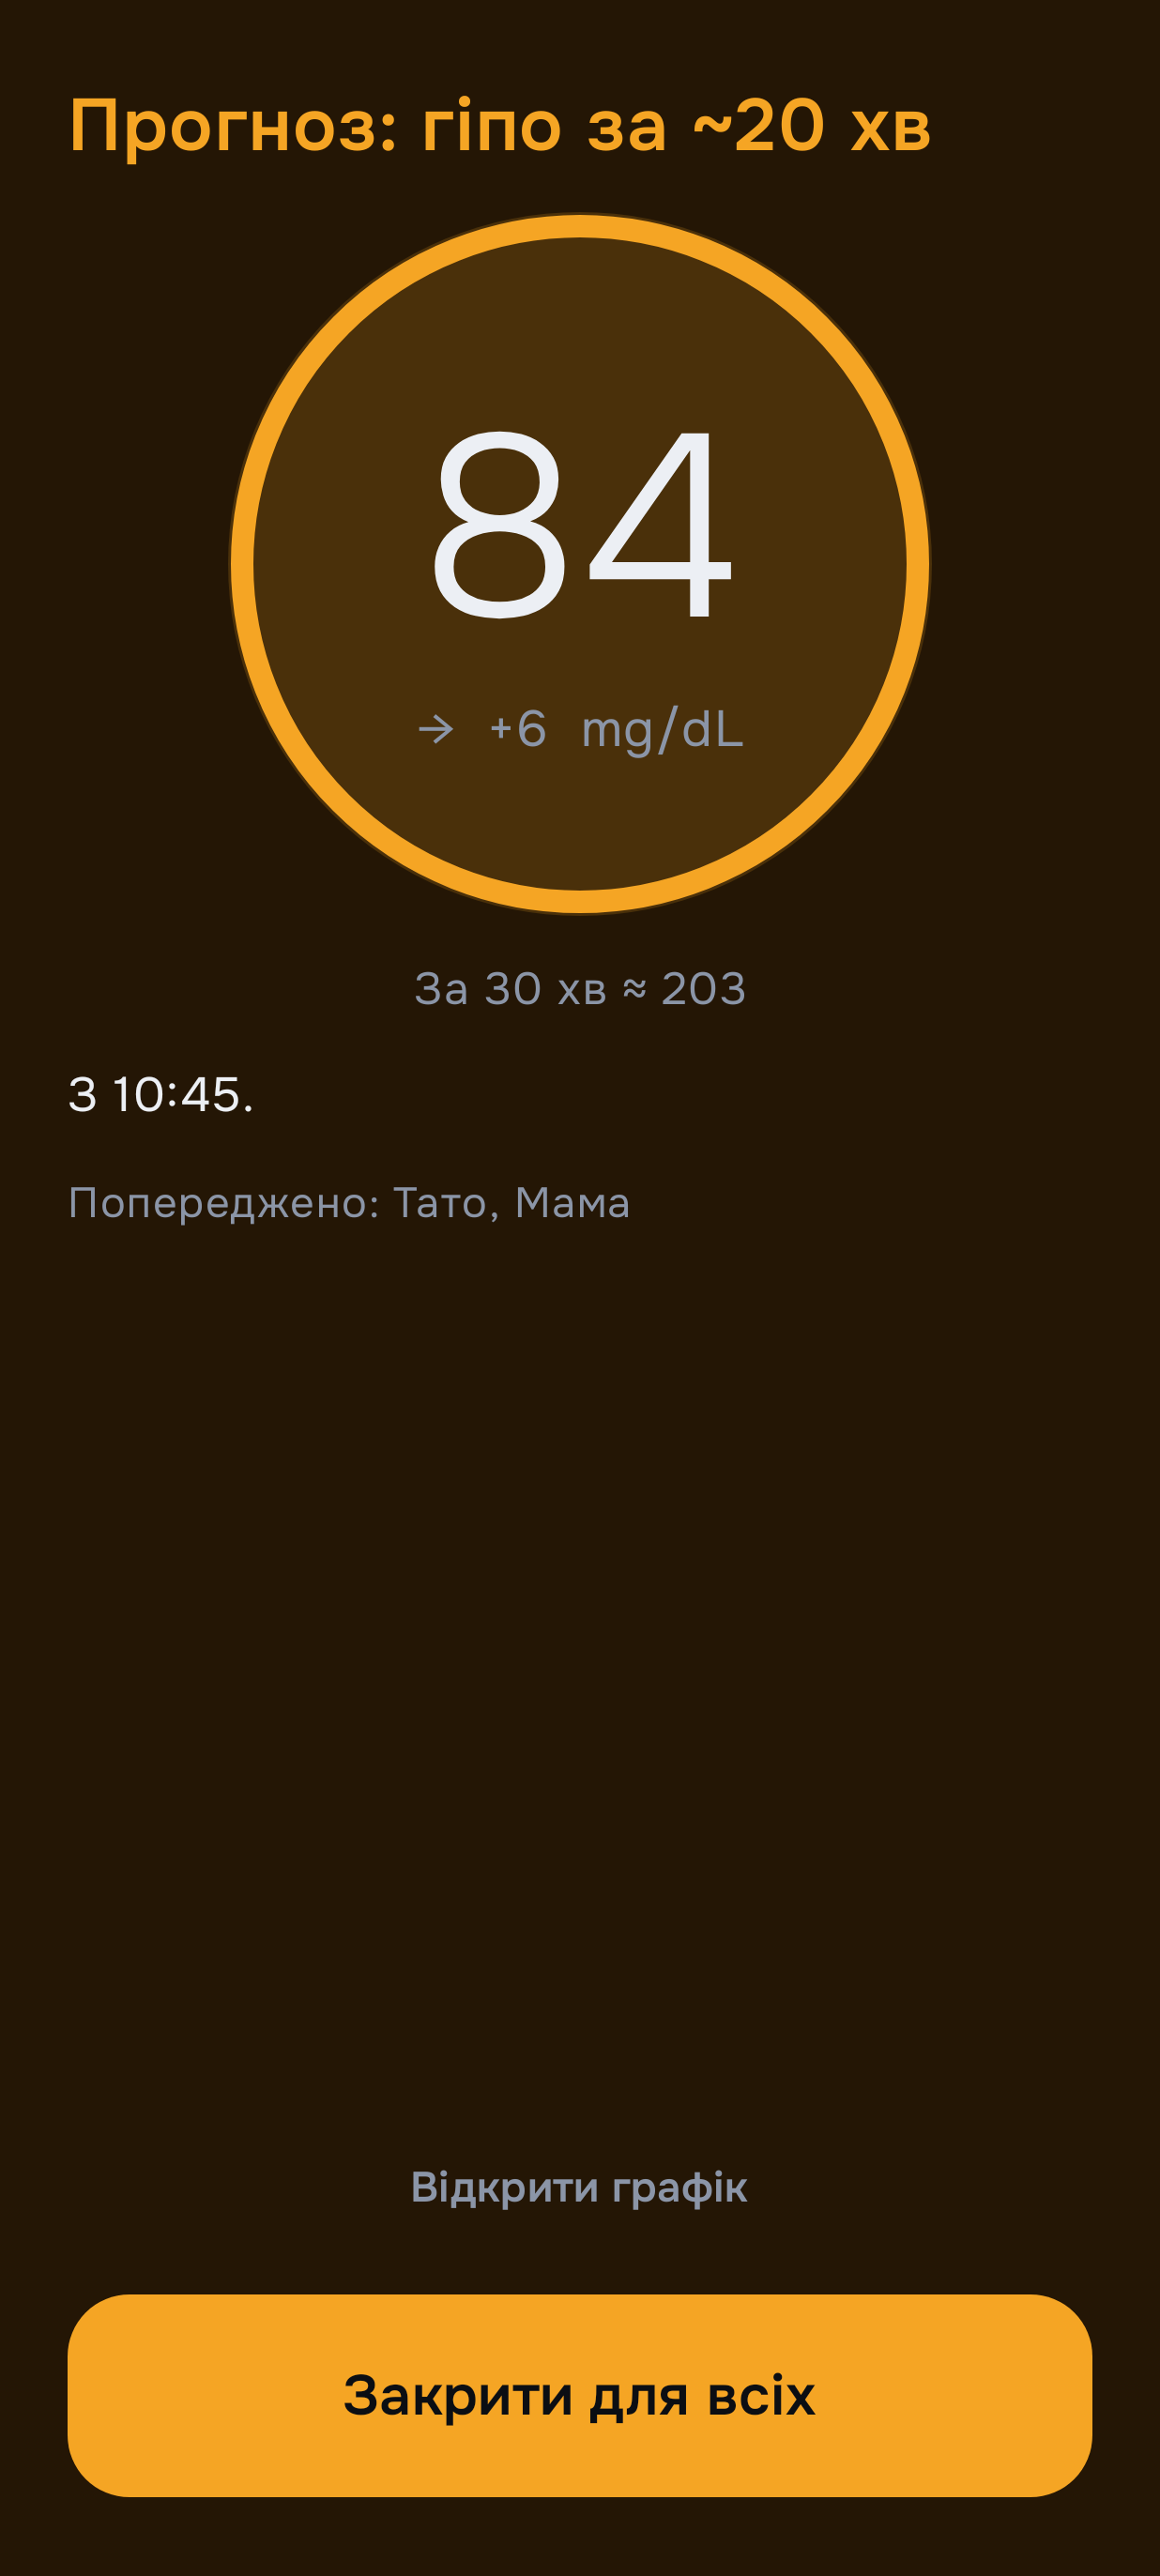 Прогноз: гіпо за ~20 хв
84
→ +6 mg/dL
За 30 хв ≈ 203
З 10:45.
Попереджено: Тато, Мама
Відкрити графік
Закрити для всіх